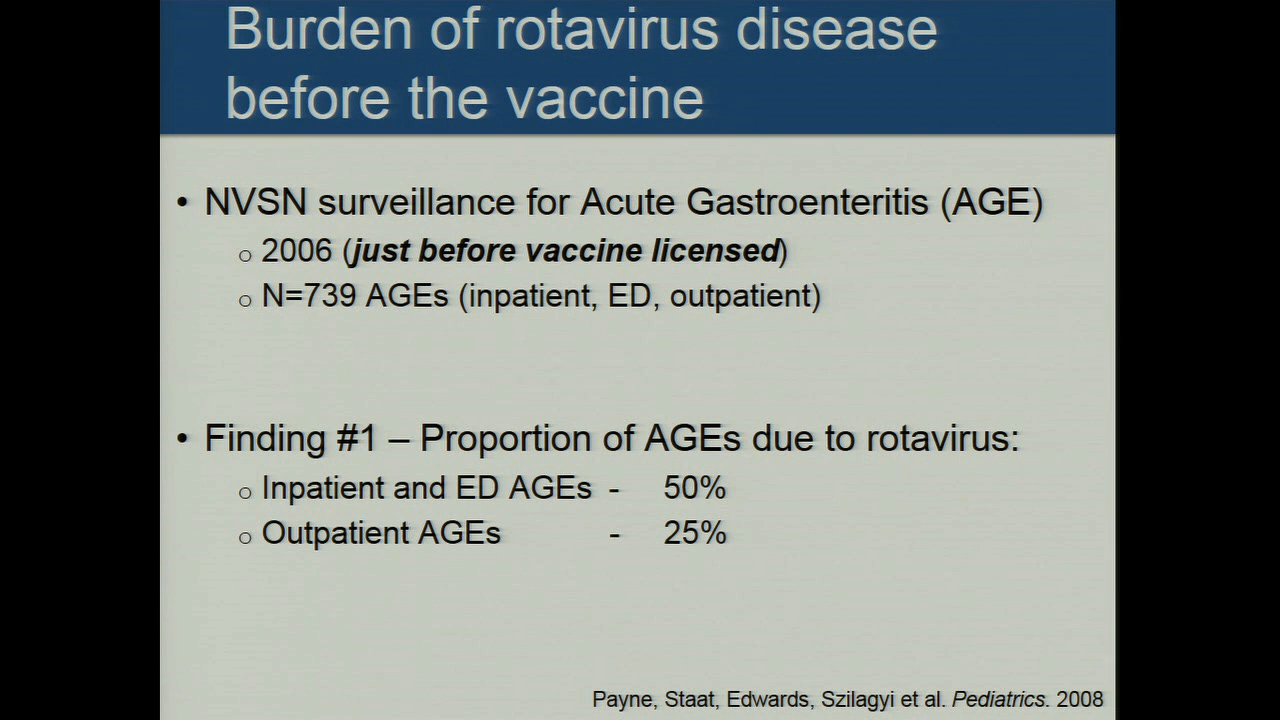 Burden of rotavirus disease
before the vaccine
• NVSN surveillance for Acute Gastroenteritis (AGE)
o 2006 (just before vaccine licensed)
o N=739 AGEs (inpatient, ED, outpatient)
• Finding #1 – Proportion of AGEs due to rotavirus:
o Inpatient and ED AGEs - 50%
o Outpatient AGEs - 25%
Payne, Staat, Edwards, Szilagyi et al. Pediatrics. 2008